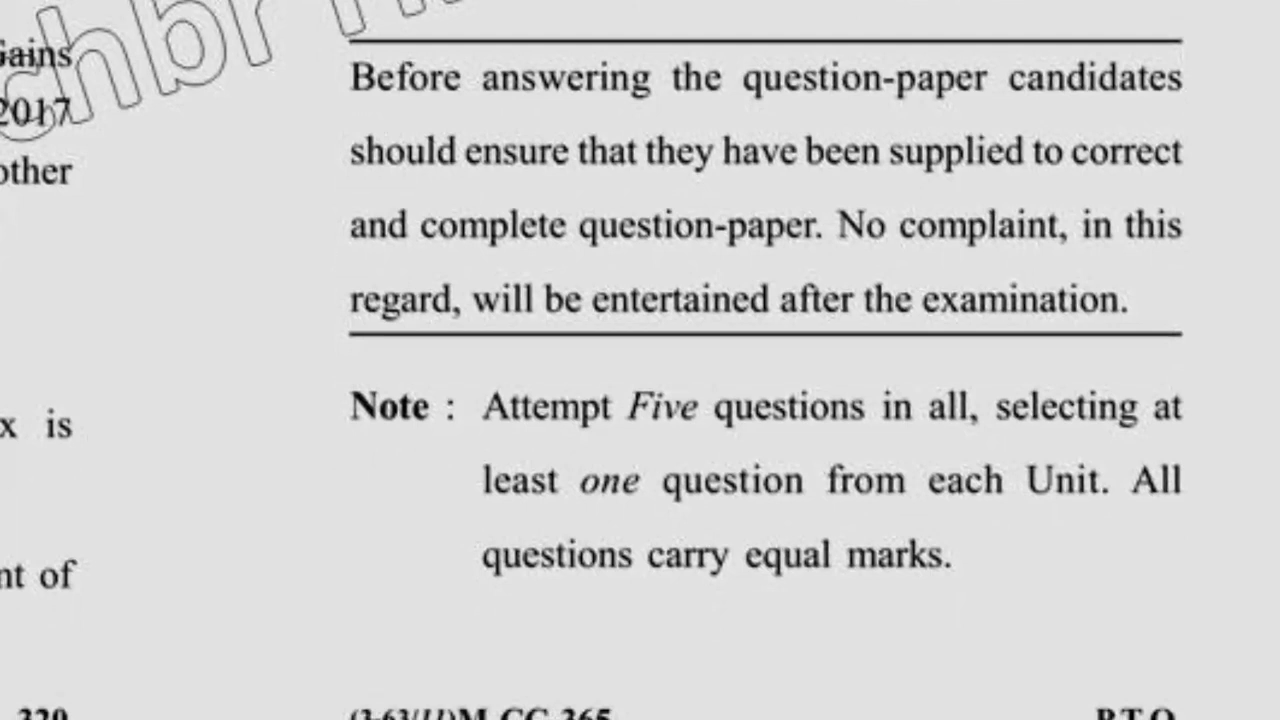 Gains
2017
other
x is
nt of
Before answering the question-paper candidates
should ensure that they have been supplied to correct
and complete question-paper. No complaint, in this
regard, will be entertained after the examination.
Note : Attempt Five questions in all, selecting at
least one question from each Unit. All
questions carry equal marks.
P.T.O.